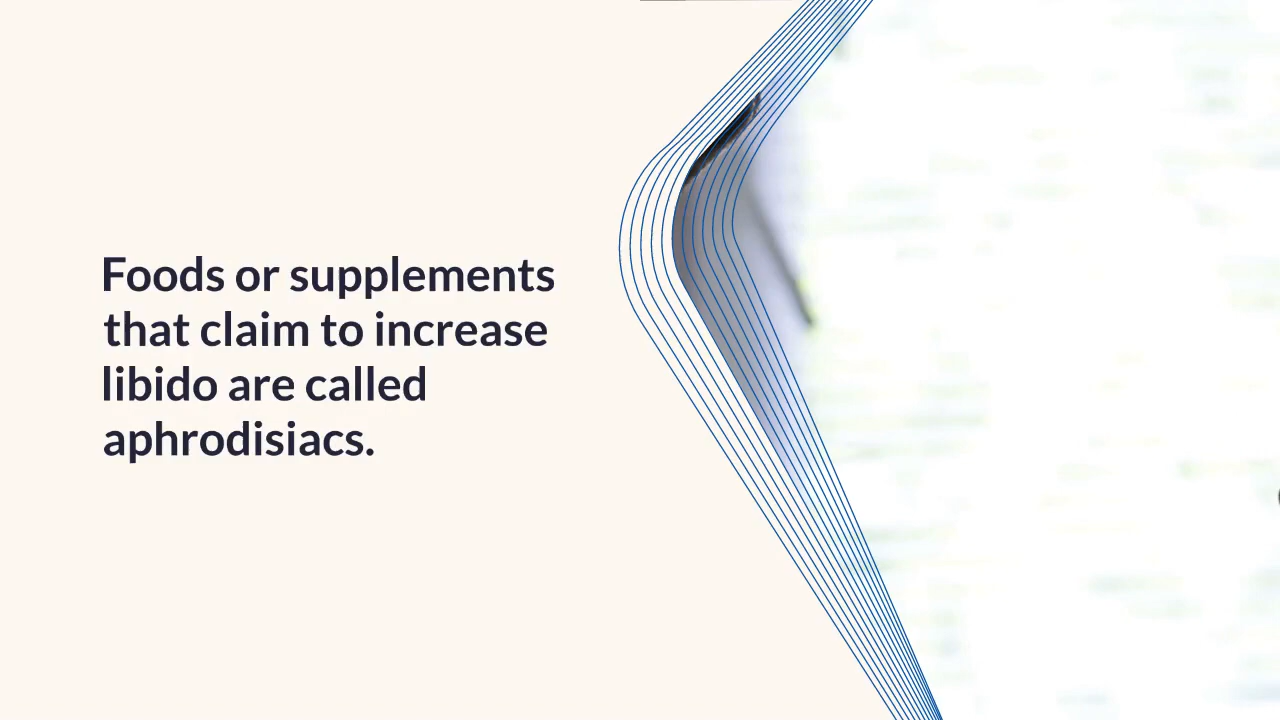 Foods or supplements
that claim to increase
libido are called
aphrodisiacs.